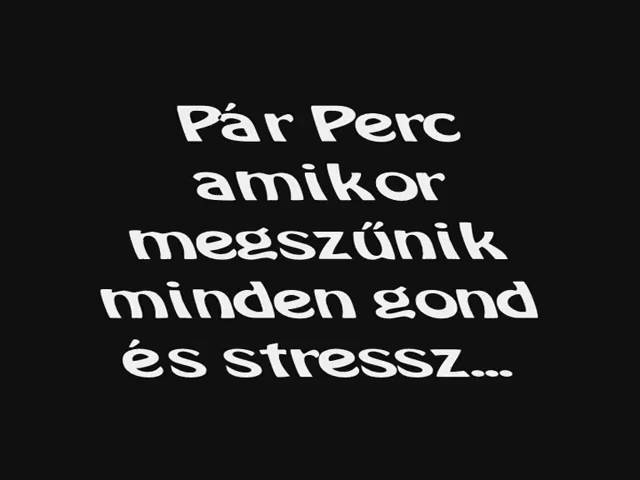 Pár Perc
amikor
megszűnik
minden gond
és stressz...